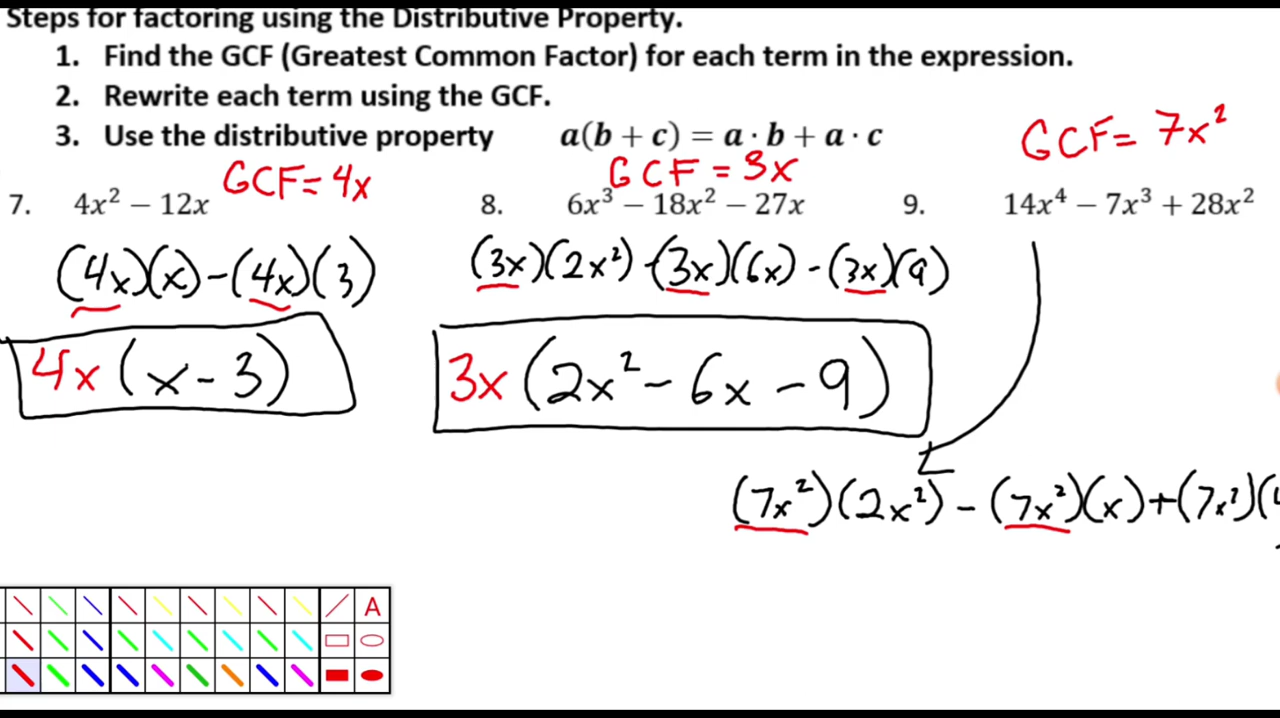 Steps for factoring using the Distributive Property.
1. Find the GCF (Greatest Common Factor) for each term in the expression.
2. Rewrite each term using the GCF.
3. Use the distributive property a(b + c) = a · b + a · c
GCF = 7x²
GCF = 4x
GCF = 3x
7. 4x² − 12x
8. 6x³ − 18x² − 27x
9. 14x⁴ − 7x³ + 28x²
(4x)(x) − (4x)(3)
(3x)(2x²) − (3x)(6x) − (3x)(9)
4x(x − 3)
3x(2x² − 6x − 9)
(7x²)(2x²) − (7x²)(x) + (7x²)(
A